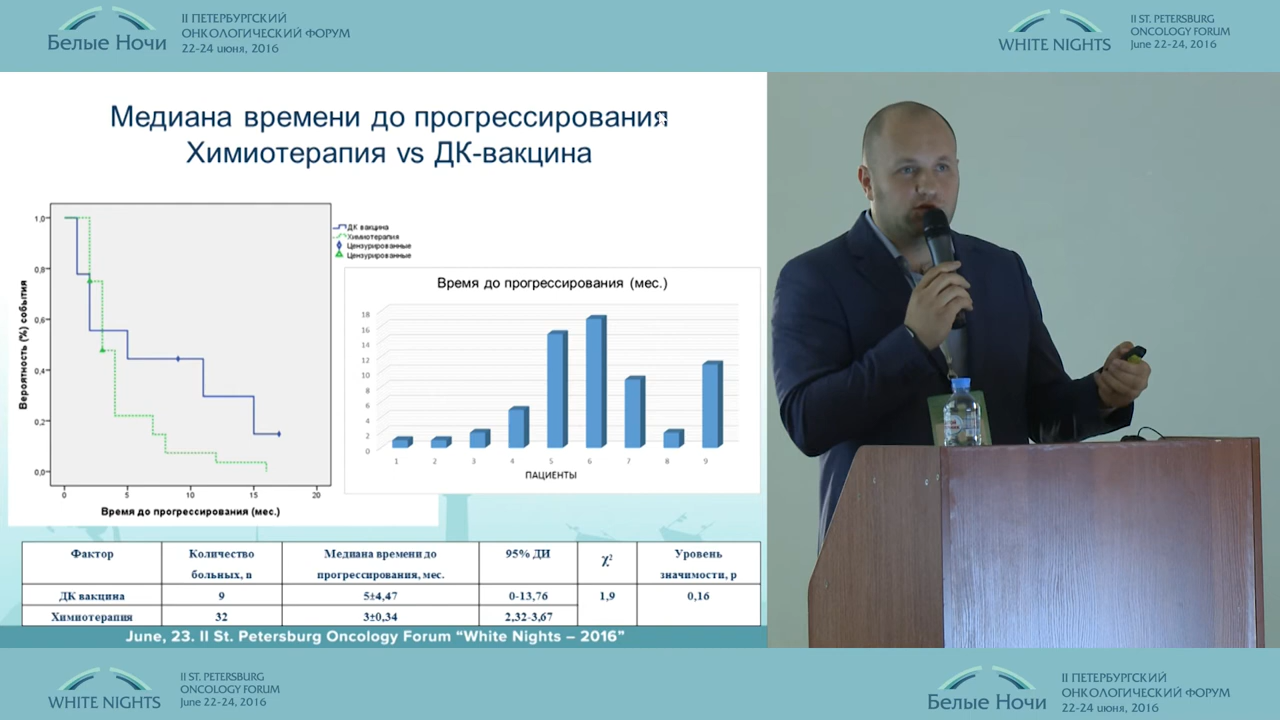 II ПЕТЕРБУРГСКИЙ
ОНКОЛОГИЧЕСКИЙ ФОРУМ
22-24 июня, 2016
Белые Ночи
II ST. PETERSBURG
ONCOLOGY FORUM
June 22-24, 2016
WHITE NIGHTS
Медиана времени до прогрессирования
Химиотерапия vs ДК-вакцина
Вероятность (%) события
1,0
0,8
0,6
0,4
0,2
0,0
0 5 10 15 20
Время до прогрессирования (мес.)
ДК вакцина
Химиотерапия
Цензурированные
Цензурированные
Время до прогрессирования (мес.)
18
16
14
12
10
8
6
4
2
0
1 2 3 4 5 6 7 8 9
ПАЦИЕНТЫ
Фактор Количество больных, n Медиана времени до прогрессирования, мес. 95% ДИ χ² Уровень значимости, p
ДК вакцина 9 5±4,47 0-13,76 1,9 0,16
Химиотерапия 32 3±0,34 2,32-3,67
June, 23. II St. Petersburg Oncology Forum “White Nights – 2016”
II ST. PETERSBURG
ONCOLOGY FORUM
June 22-24, 2016
WHITE NIGHTS
II ПЕТЕРБУРГСКИЙ
ОНКОЛОГИЧЕСКИЙ ФОРУМ
22-24 июня, 2016
Белые Ночи